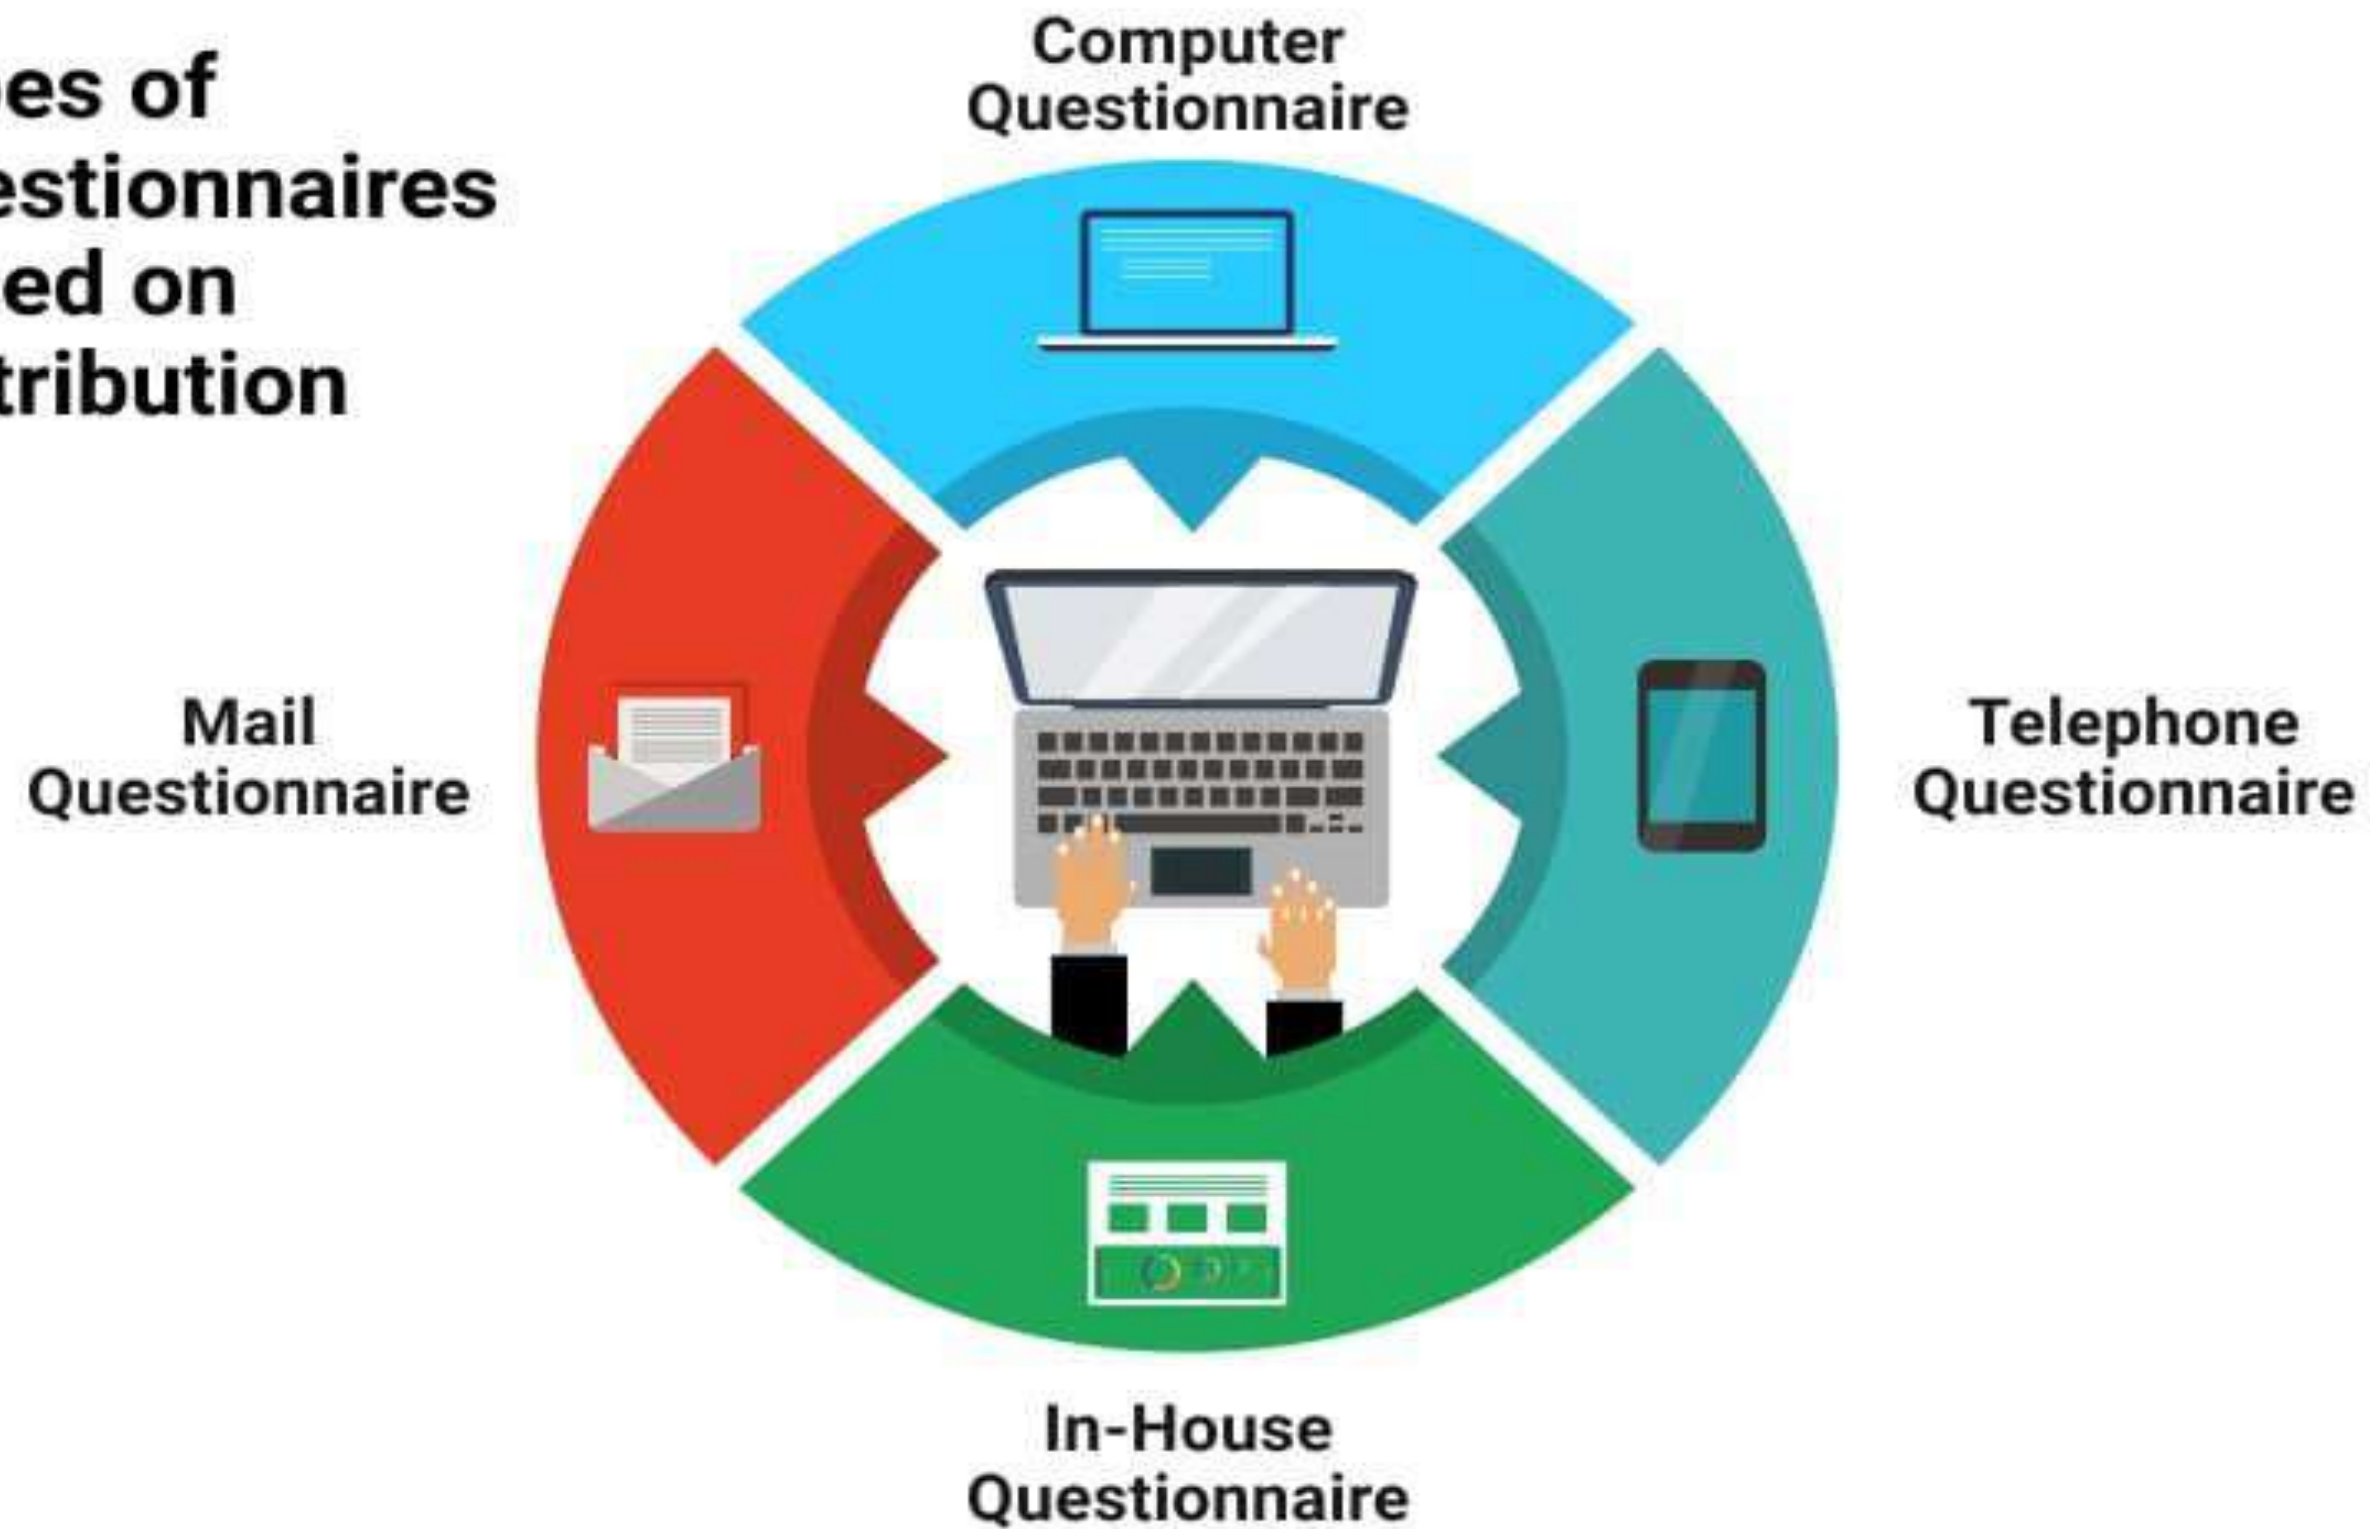 es of
estionnaires
ed on
tribution
Computer
Questionnaire
Mail
Questionnaire
Telephone
Questionnaire
In-House
Questionnaire